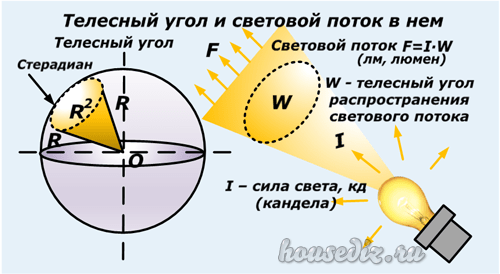 Телесный угол и световой поток в нем
Телесный угол
Стерадиан
R²
R
R
O
F
Световой поток F=I·W
(лм, люмен)
W
W - телесный угол
распространения
светового потока
I
I – сила света, кд
(кандела)
housediz.ru